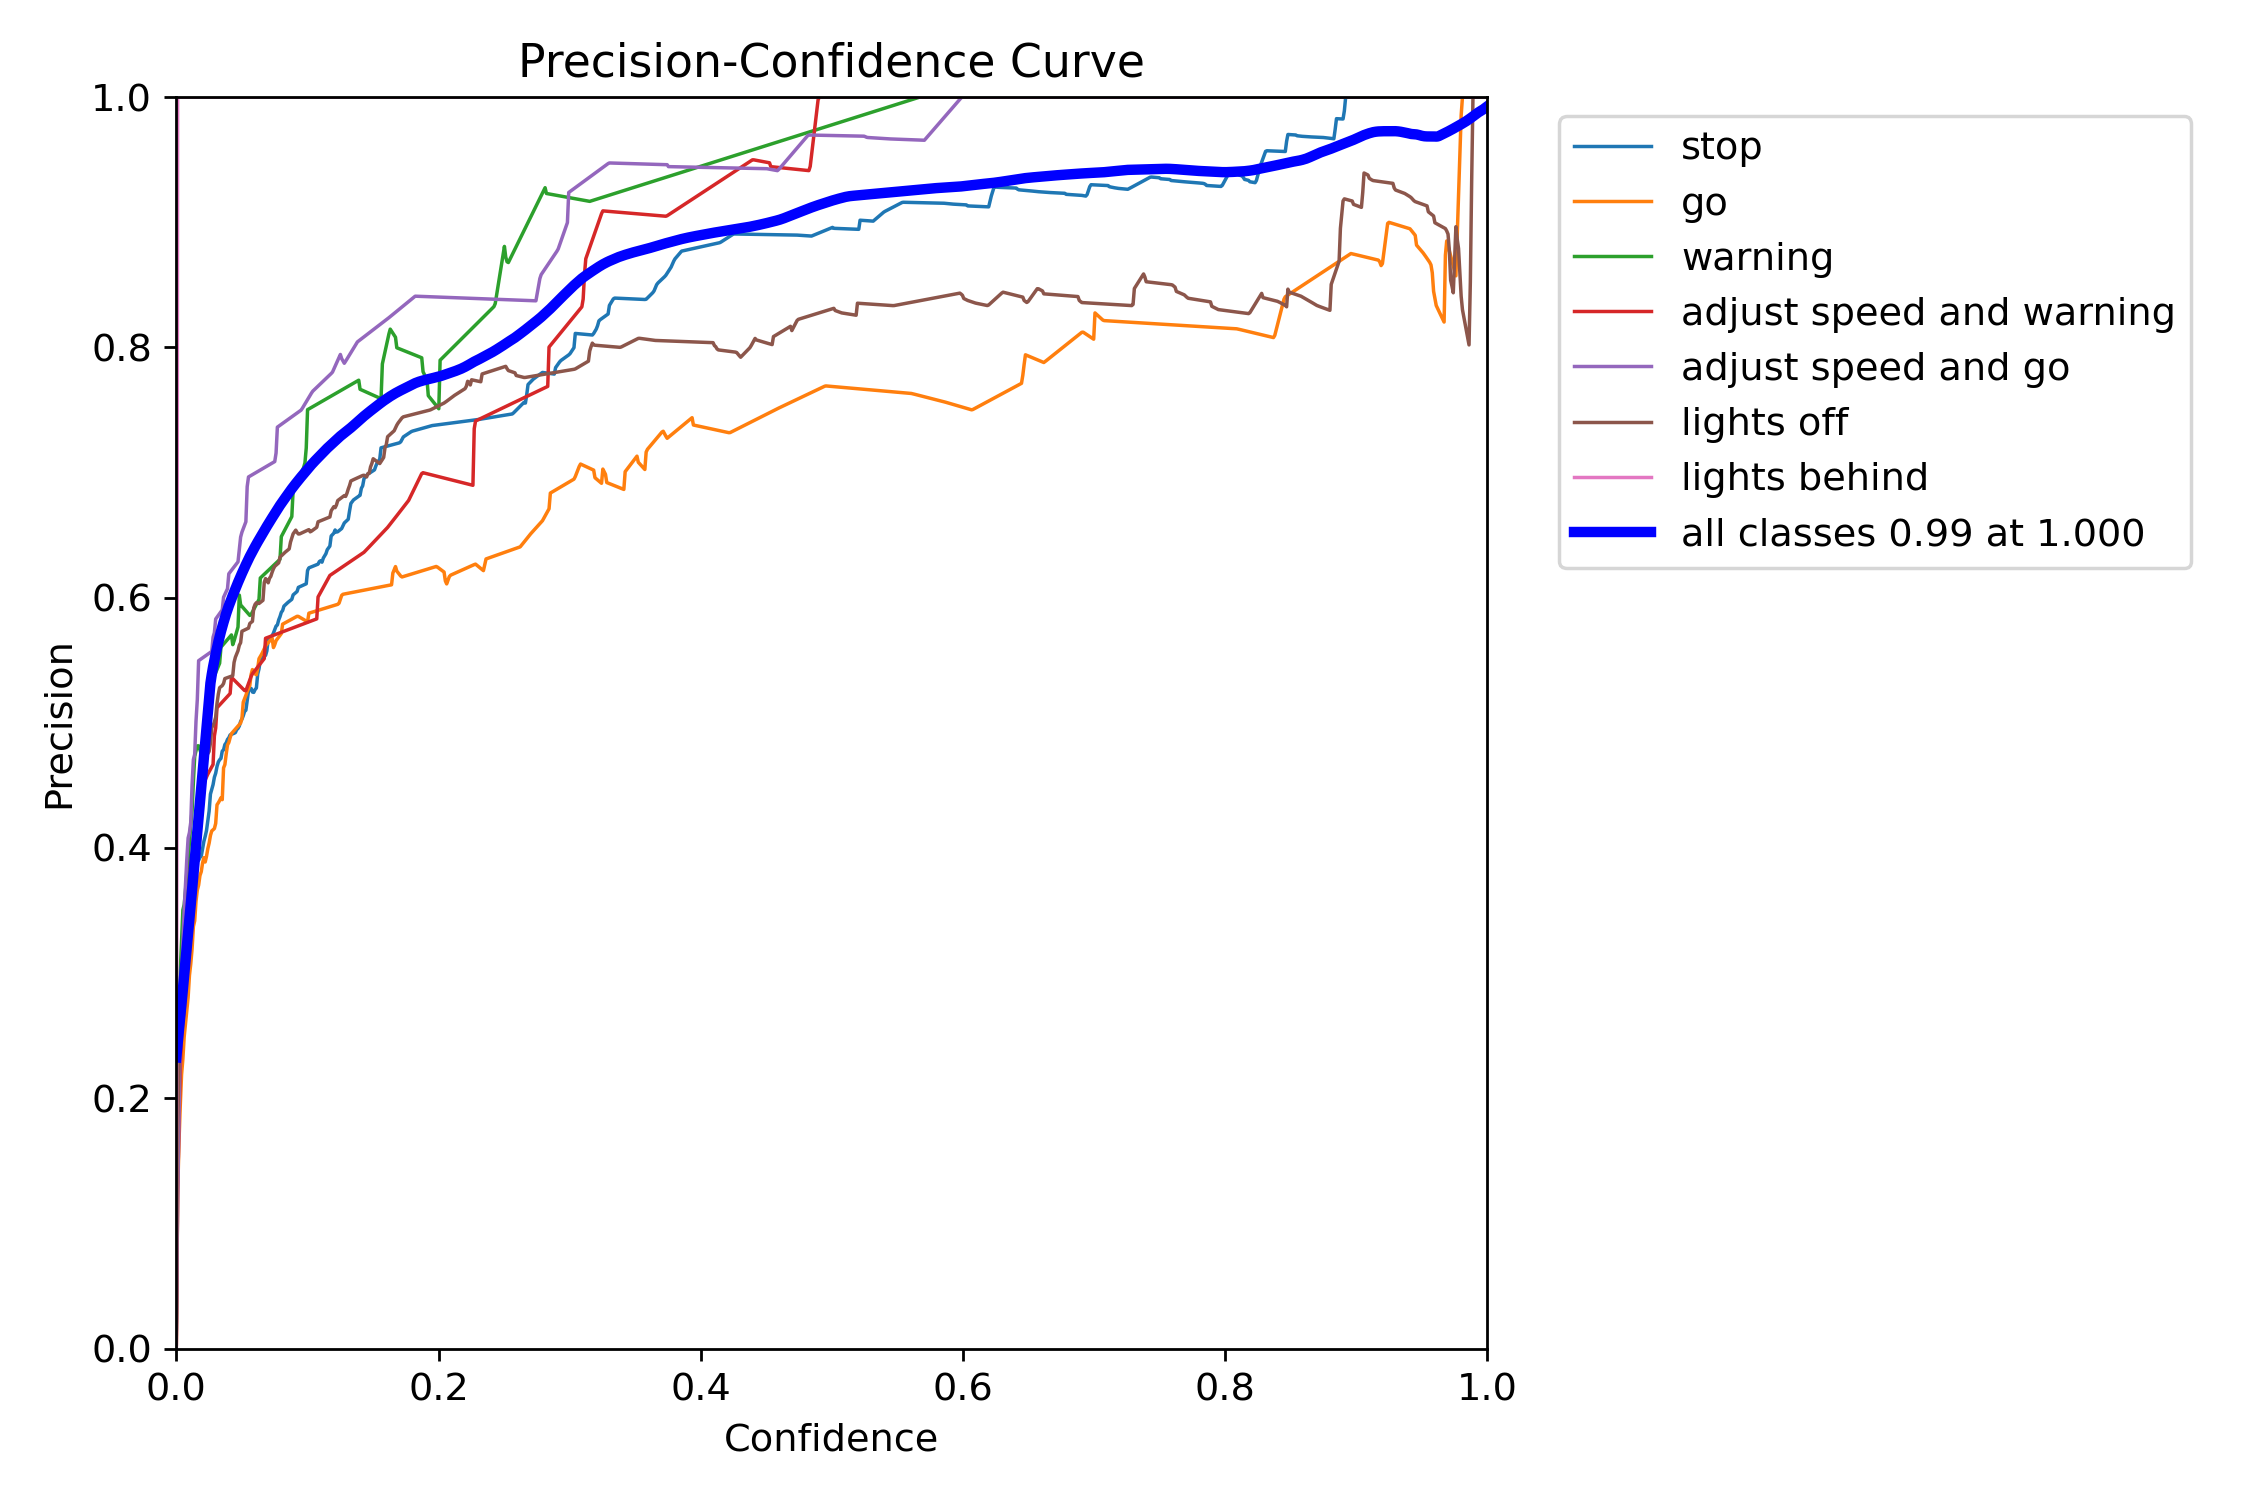 Precision-Confidence Curve
1.0
0.8
0.6
0.4
0.2
0.0
Precision
0.0 0.2 0.4 0.6 0.8 1.0
Confidence
stop
go
warning
adjust speed and warning
adjust speed and go
lights off
lights behind
all classes 0.99 at 1.000